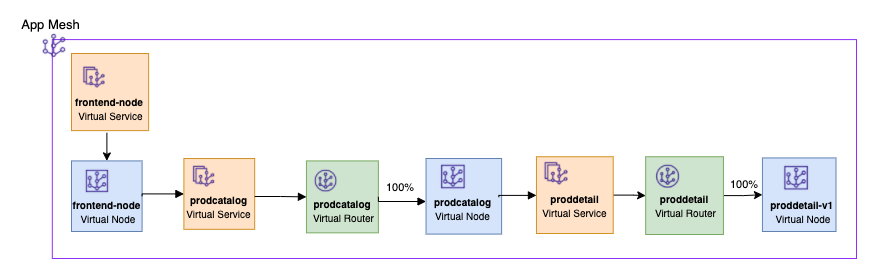 App Mesh
frontend-node
Virtual Service
frontend-node
Virtual Node
prodcatalog
Virtual Service
prodcatalog
Virtual Router
100%
prodcatalog
Virtual Node
proddetail
Virtual Service
proddetail
Virtual Router
100%
proddetail-v1
Virtual Node